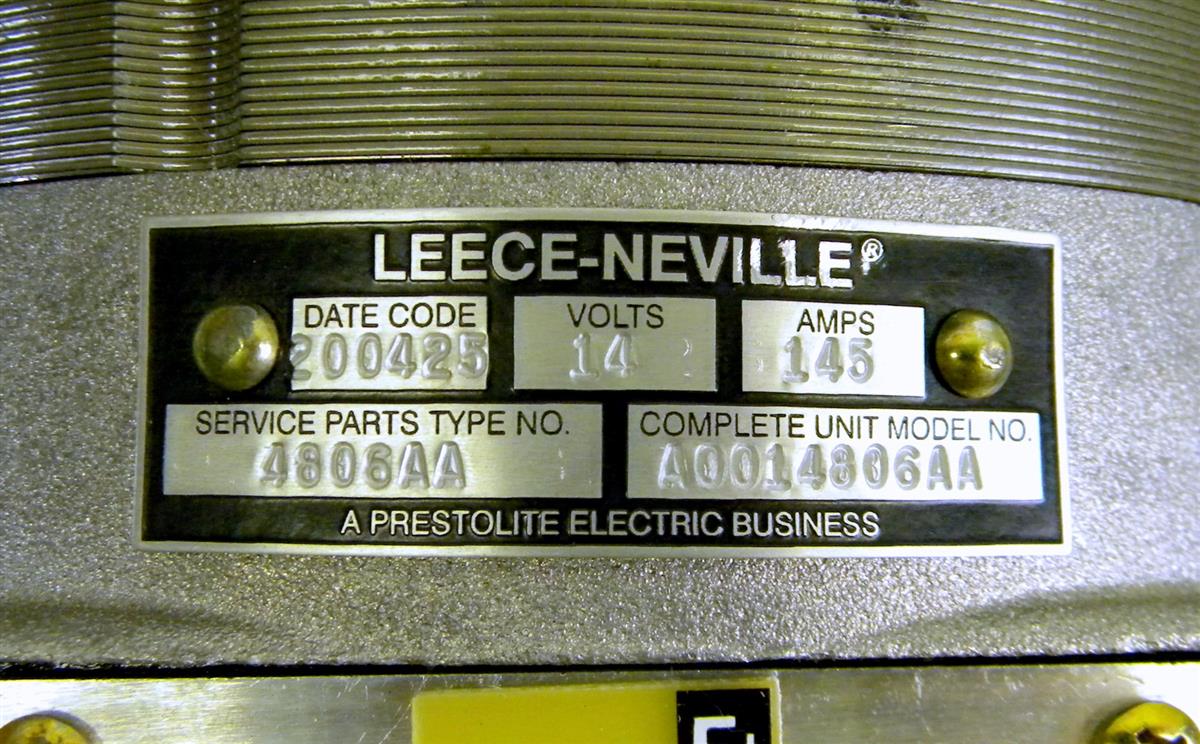 LEECE-NEVILLE®
DATE CODE VOLTS AMPS
200425 14 145
SERVICE PARTS TYPE NO. COMPLETE UNIT MODEL NO.
4806AA A0014806AA
A PRESTOLITE ELECTRIC BUSINESS